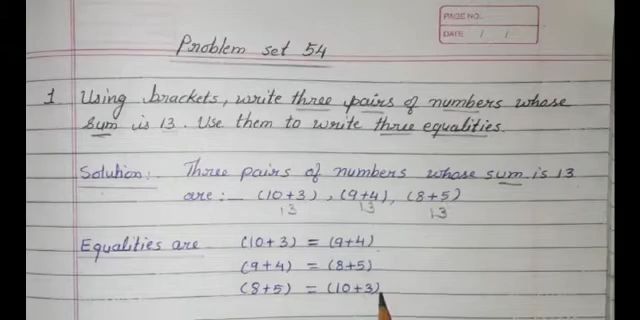 PAGE NO.
DATE / /
Problem set 54
1 Using brackets, write three pairs of numbers whose
sum is 13. Use them to write three equalities.
Solution:- Three pairs of numbers whose sum is 13
are:- (10+3), (9+4), (8+5)
13 13 13
Equalities are (10+3) = (9+4)
(9+4) = (8+5)
(8+5) = (10+3)